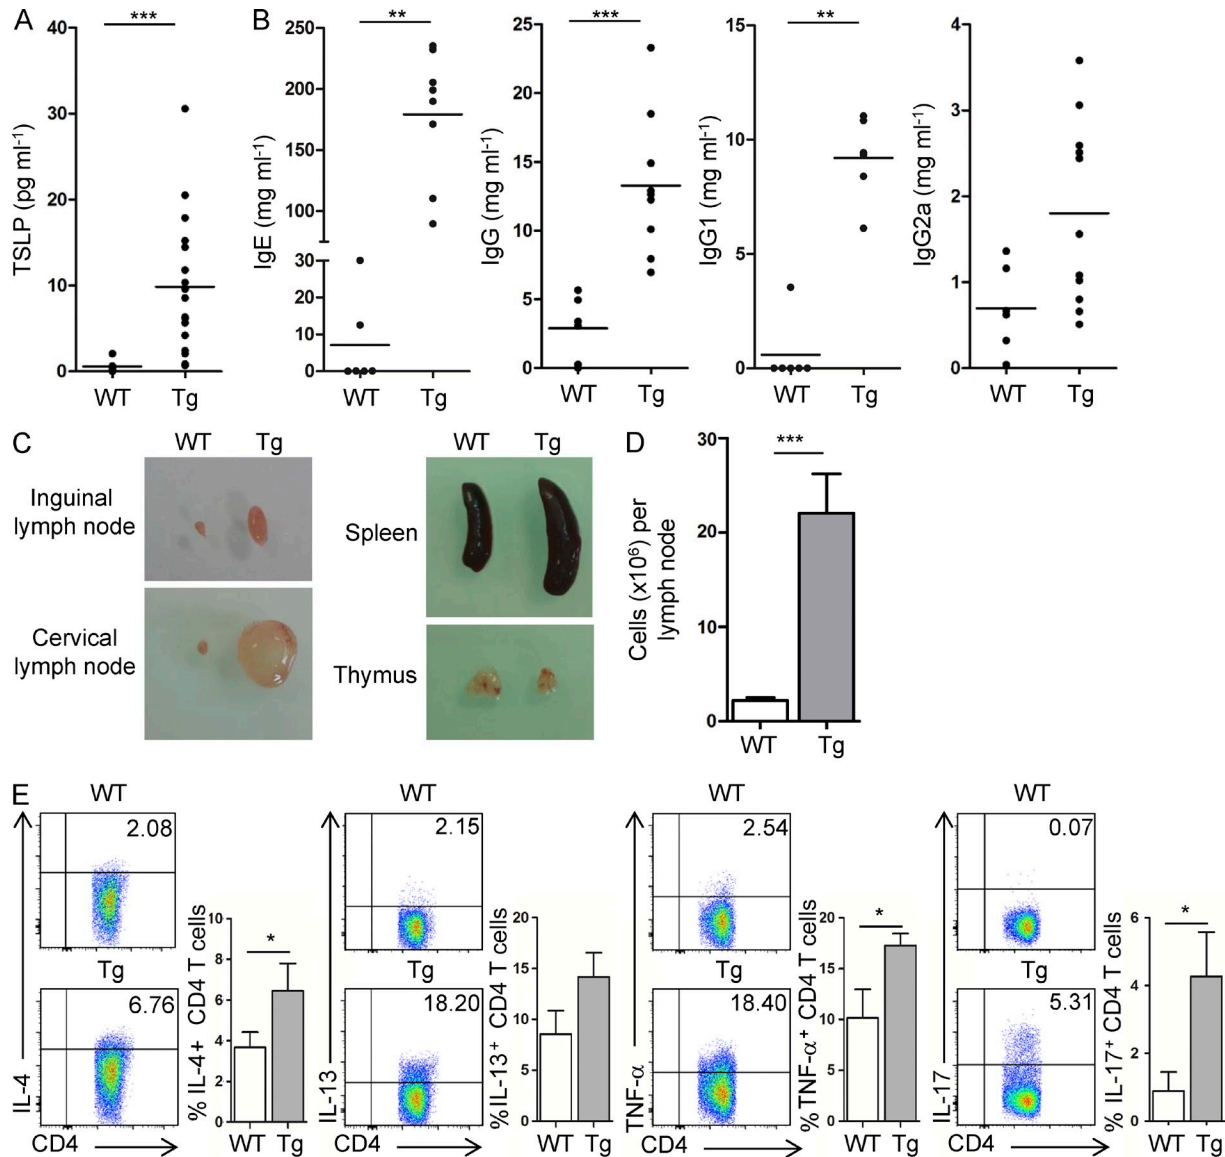 A
***
TSLP (pg ml-1)
40
30
20
10
0
WT Tg
B
**
IgE (mg ml-1)
250
200
150
100
30
20
10
0
WT Tg
***
IgG (mg ml-1)
25
20
15
10
5
0
WT Tg
**
IgG1 (mg ml-1)
15
10
5
0
WT Tg
IgG2a (mg ml-1)
4
3
2
1
0
WT Tg
C
WT Tg
Inguinal
lymph node
Cervical
lymph node
WT Tg
Spleen
Thymus
D
***
Cells (x10⁶) per
lymph node
30
20
10
0
WT Tg
E
WT
2.08
Tg
6.76
IL-4
CD4
% IL-4+ CD4 T cells
10
8
6
4
2
0
*
WT Tg
WT
2.15
Tg
18.20
IL-13
CD4
% IL-13+ CD4 T cells
20
15
10
5
0
WT Tg
WT
2.54
Tg
18.40
TNF-α
CD4
% TNF-α+ CD4 T cells
20
15
10
5
0
*
WT Tg
WT
0.07
Tg
5.31
IL-17
CD4
% IL-17+ CD4 T cells
6
4
2
0
*
WT Tg